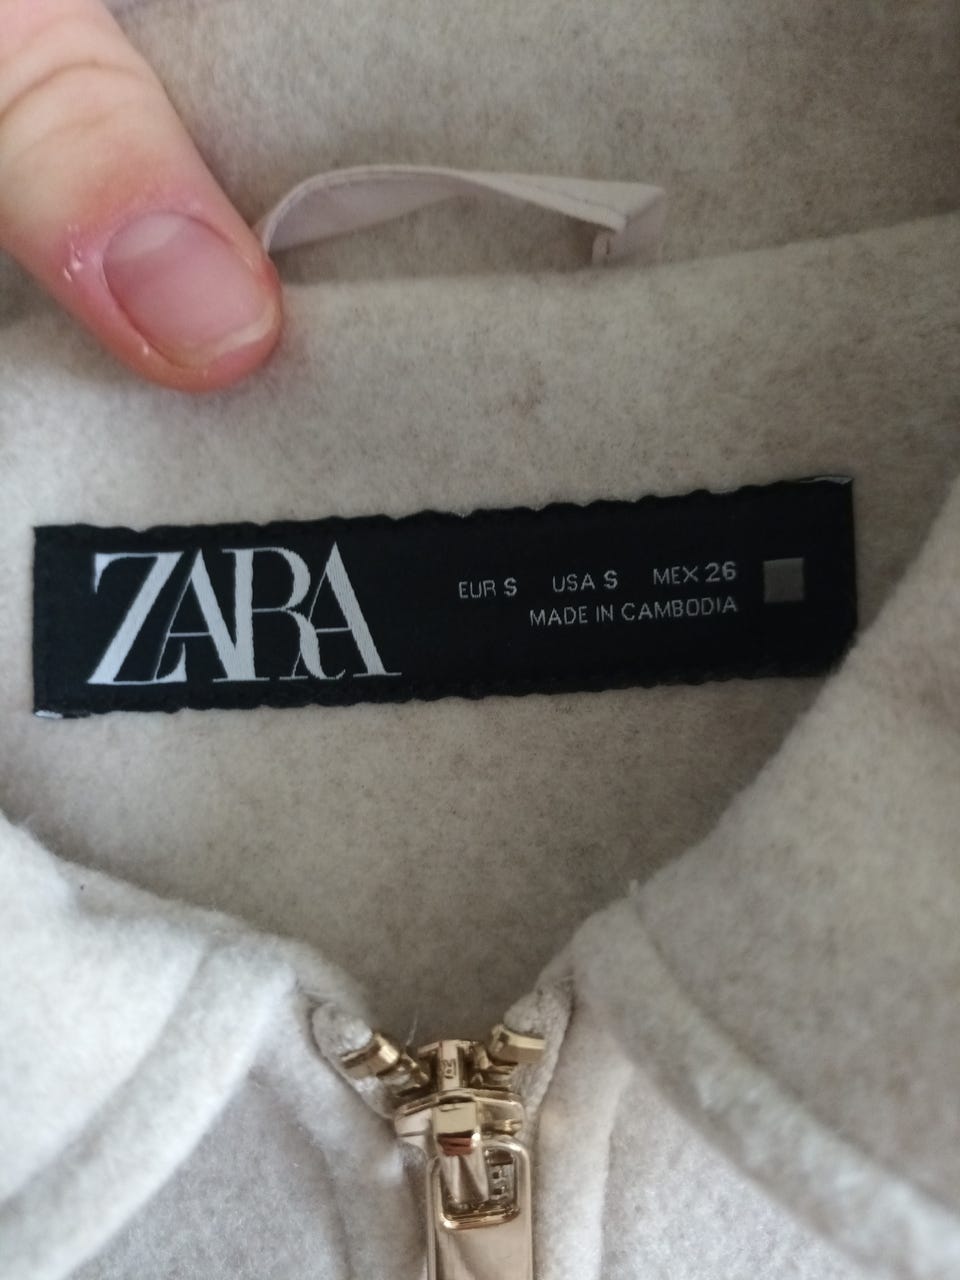 ZARA
EUR S USA S MEX 26
MADE IN CAMBODIA